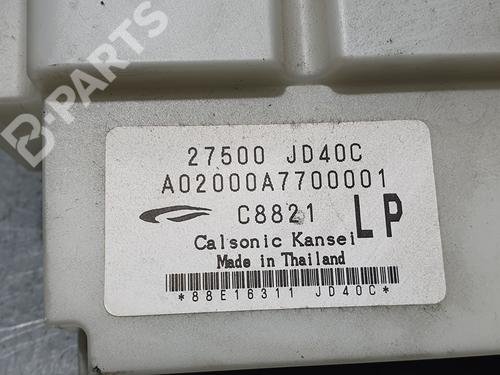 B-PARTS
27500 JD40C
A02000A7700001
C8821
LP
Calsonic Kansei
Made in Thailand
*88E16311 JD40C*